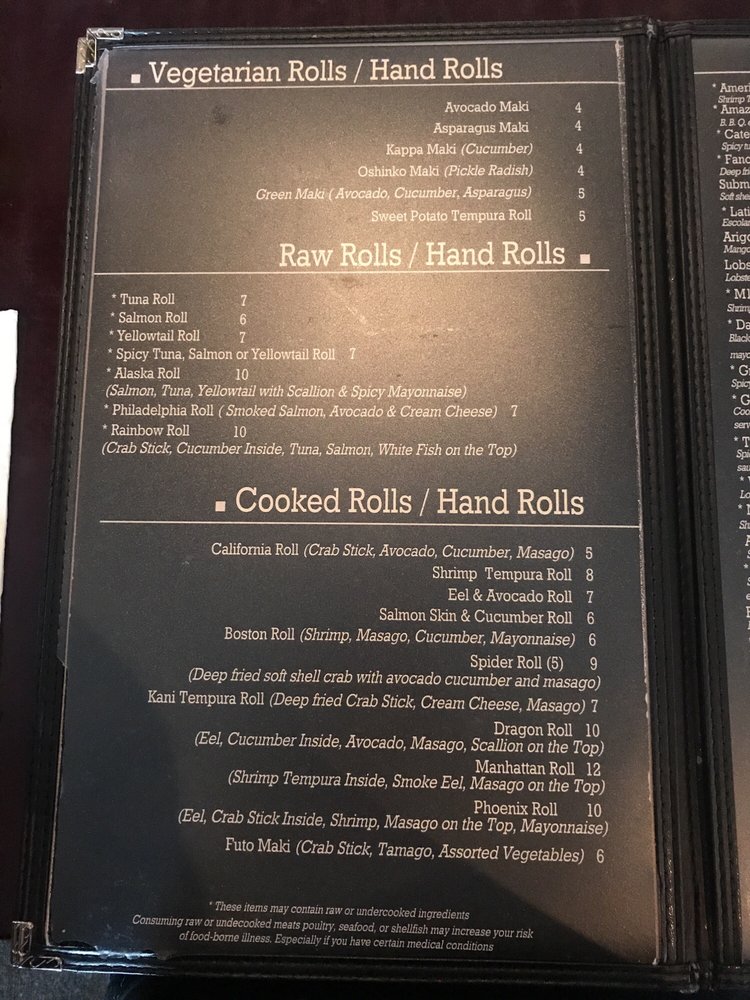 Vegetarian Rolls / Hand Rolls
Avocado Maki 4
Asparagus Maki 4
Kappa Maki (Cucumber) 4
Oshinko Maki (Pickle Radish) 4
Green Maki ( Avocado, Cucumber, Asparagus) 5
Sweet Potato Tempura Roll 5
Raw Rolls / Hand Rolls
* Tuna Roll 7
* Salmon Roll 6
* Yellowtail Roll 7
* Spicy Tuna, Salmon or Yellowtail Roll 7
* Alaska Roll 10
(Salmon, Tuna, Yellowtail with Scallion & Spicy Mayonnaise)
* Philadelphia Roll ( Smoked Salmon, Avocado & Cream Cheese) 7
* Rainbow Roll 10
(Crab Stick, Cucumber Inside, Tuna, Salmon, White Fish on the Top)
Cooked Rolls / Hand Rolls
California Roll (Crab Stick, Avocado, Cucumber, Masago) 5
Shrimp Tempura Roll 8
Eel & Avocado Roll 7
Salmon Skin & Cucumber Roll 6
Boston Roll (Shrimp, Masago, Cucumber, Mayonnaise) 6
Spider Roll (5) 9
(Deep fried soft shell crab with avocado cucumber and masago)
Kani Tempura Roll (Deep fried Crab Stick, Cream Cheese, Masago) 7
Dragon Roll 10
(Eel, Cucumber Inside, Avocado, Masago, Scallion on the Top)
Manhattan Roll 12
(Shrimp Tempura Inside, Smoke Eel, Masago on the Top)
Phoenix Roll 10
(Eel, Crab Stick Inside, Shrimp, Masago on the Top, Mayonnaise)
Futo Maki (Crab Stick, Tamago, Assorted Vegetables) 6
* These items may contain raw or undercooked ingredients
Consuming raw or undecooked meats poultry, seafood, or shellfish may increase your risk
of food-borne illness. Especially if you have certain medical conditions